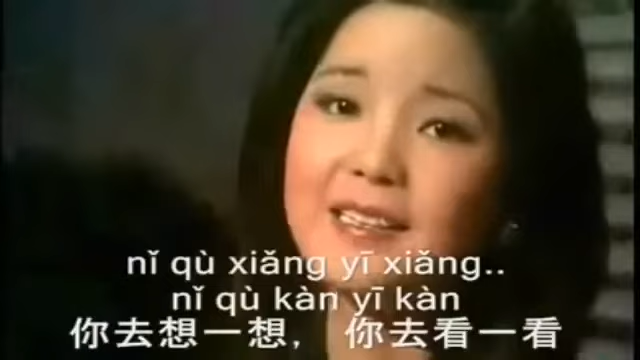 nǐ qù xiǎng yī xiǎng..
nǐ qù kàn yī kàn
你去想一想，你去看一看